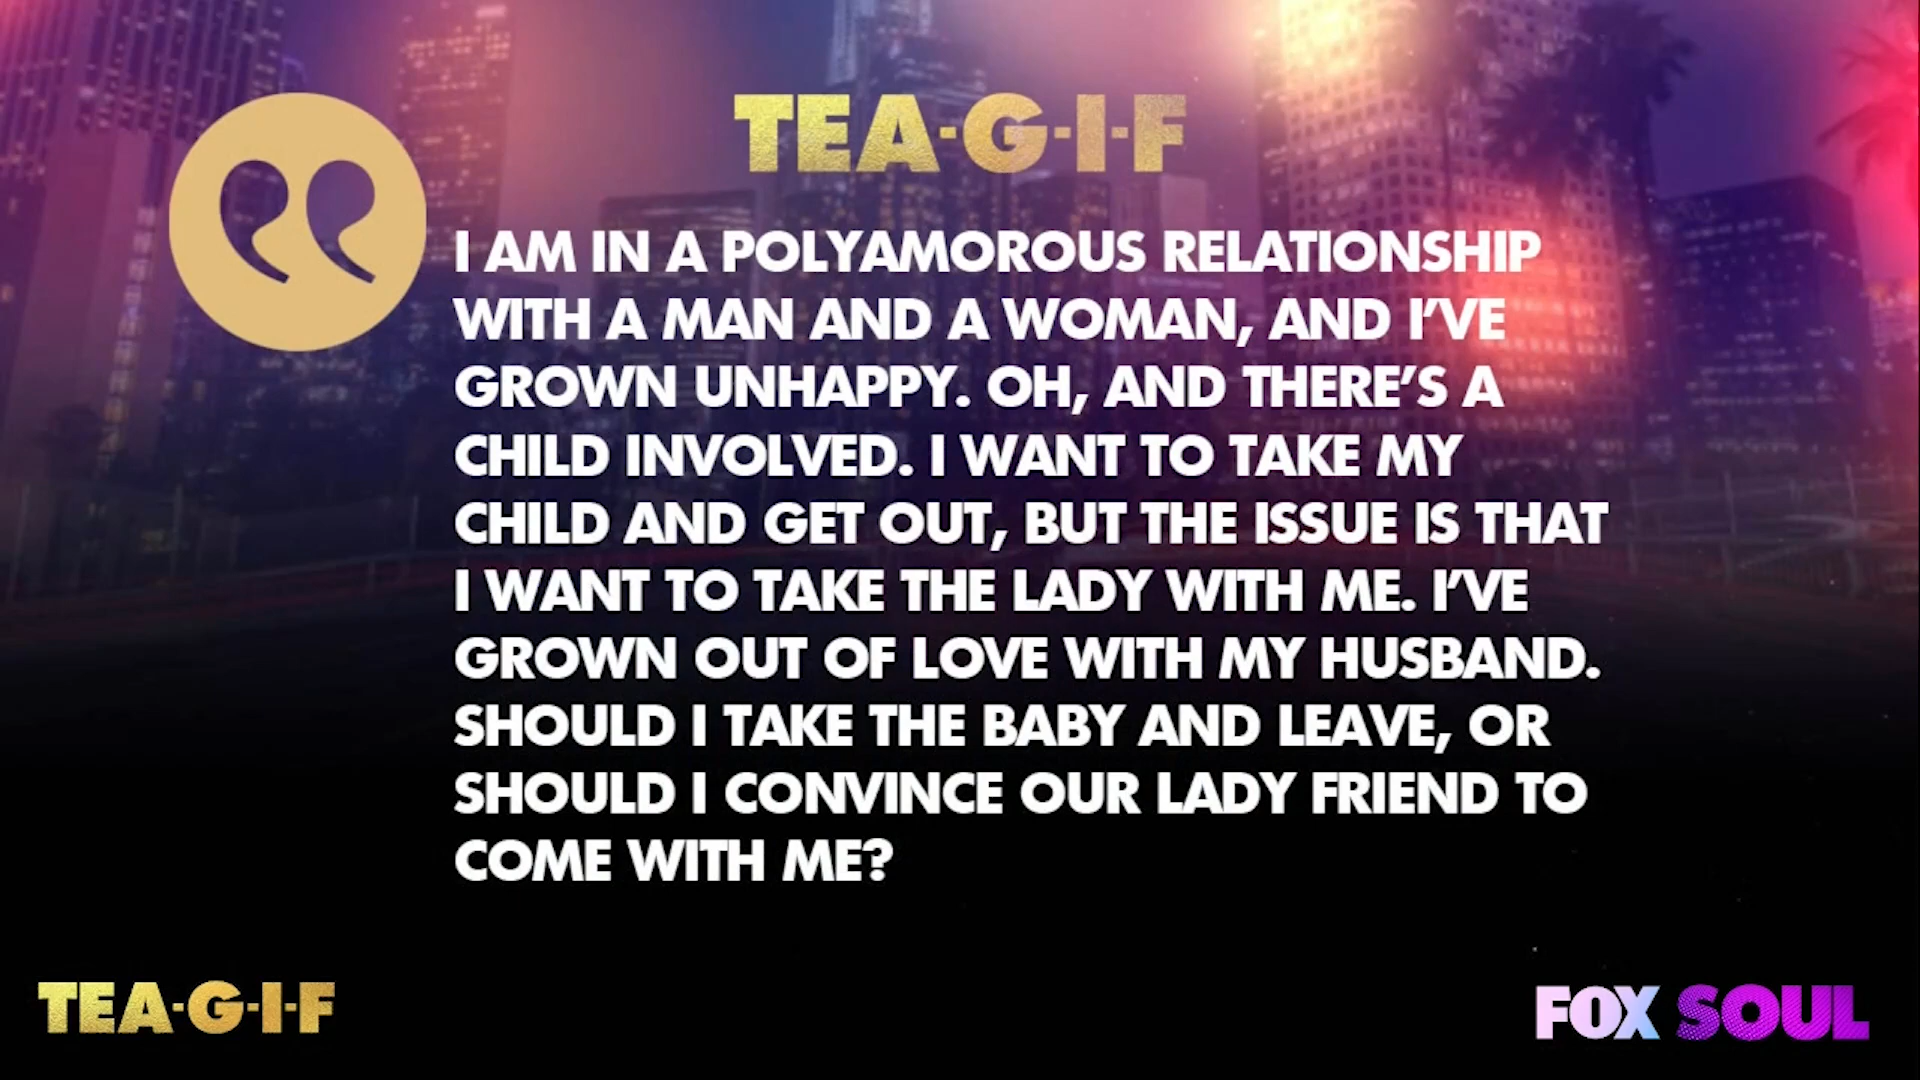 TEA-G-I-F
I AM IN A POLYAMOROUS RELATIONSHIP
WITH A MAN AND A WOMAN, AND I'VE
GROWN UNHAPPY. OH, AND THERE'S A
CHILD INVOLVED. I WANT TO TAKE MY
CHILD AND GET OUT, BUT THE ISSUE IS THAT
I WANT TO TAKE THE LADY WITH ME. I'VE
GROWN OUT OF LOVE WITH MY HUSBAND.
SHOULD I TAKE THE BABY AND LEAVE, OR
SHOULD I CONVINCE OUR LADY FRIEND TO
COME WITH ME?
TEA-G-I-F
FOX SOUL